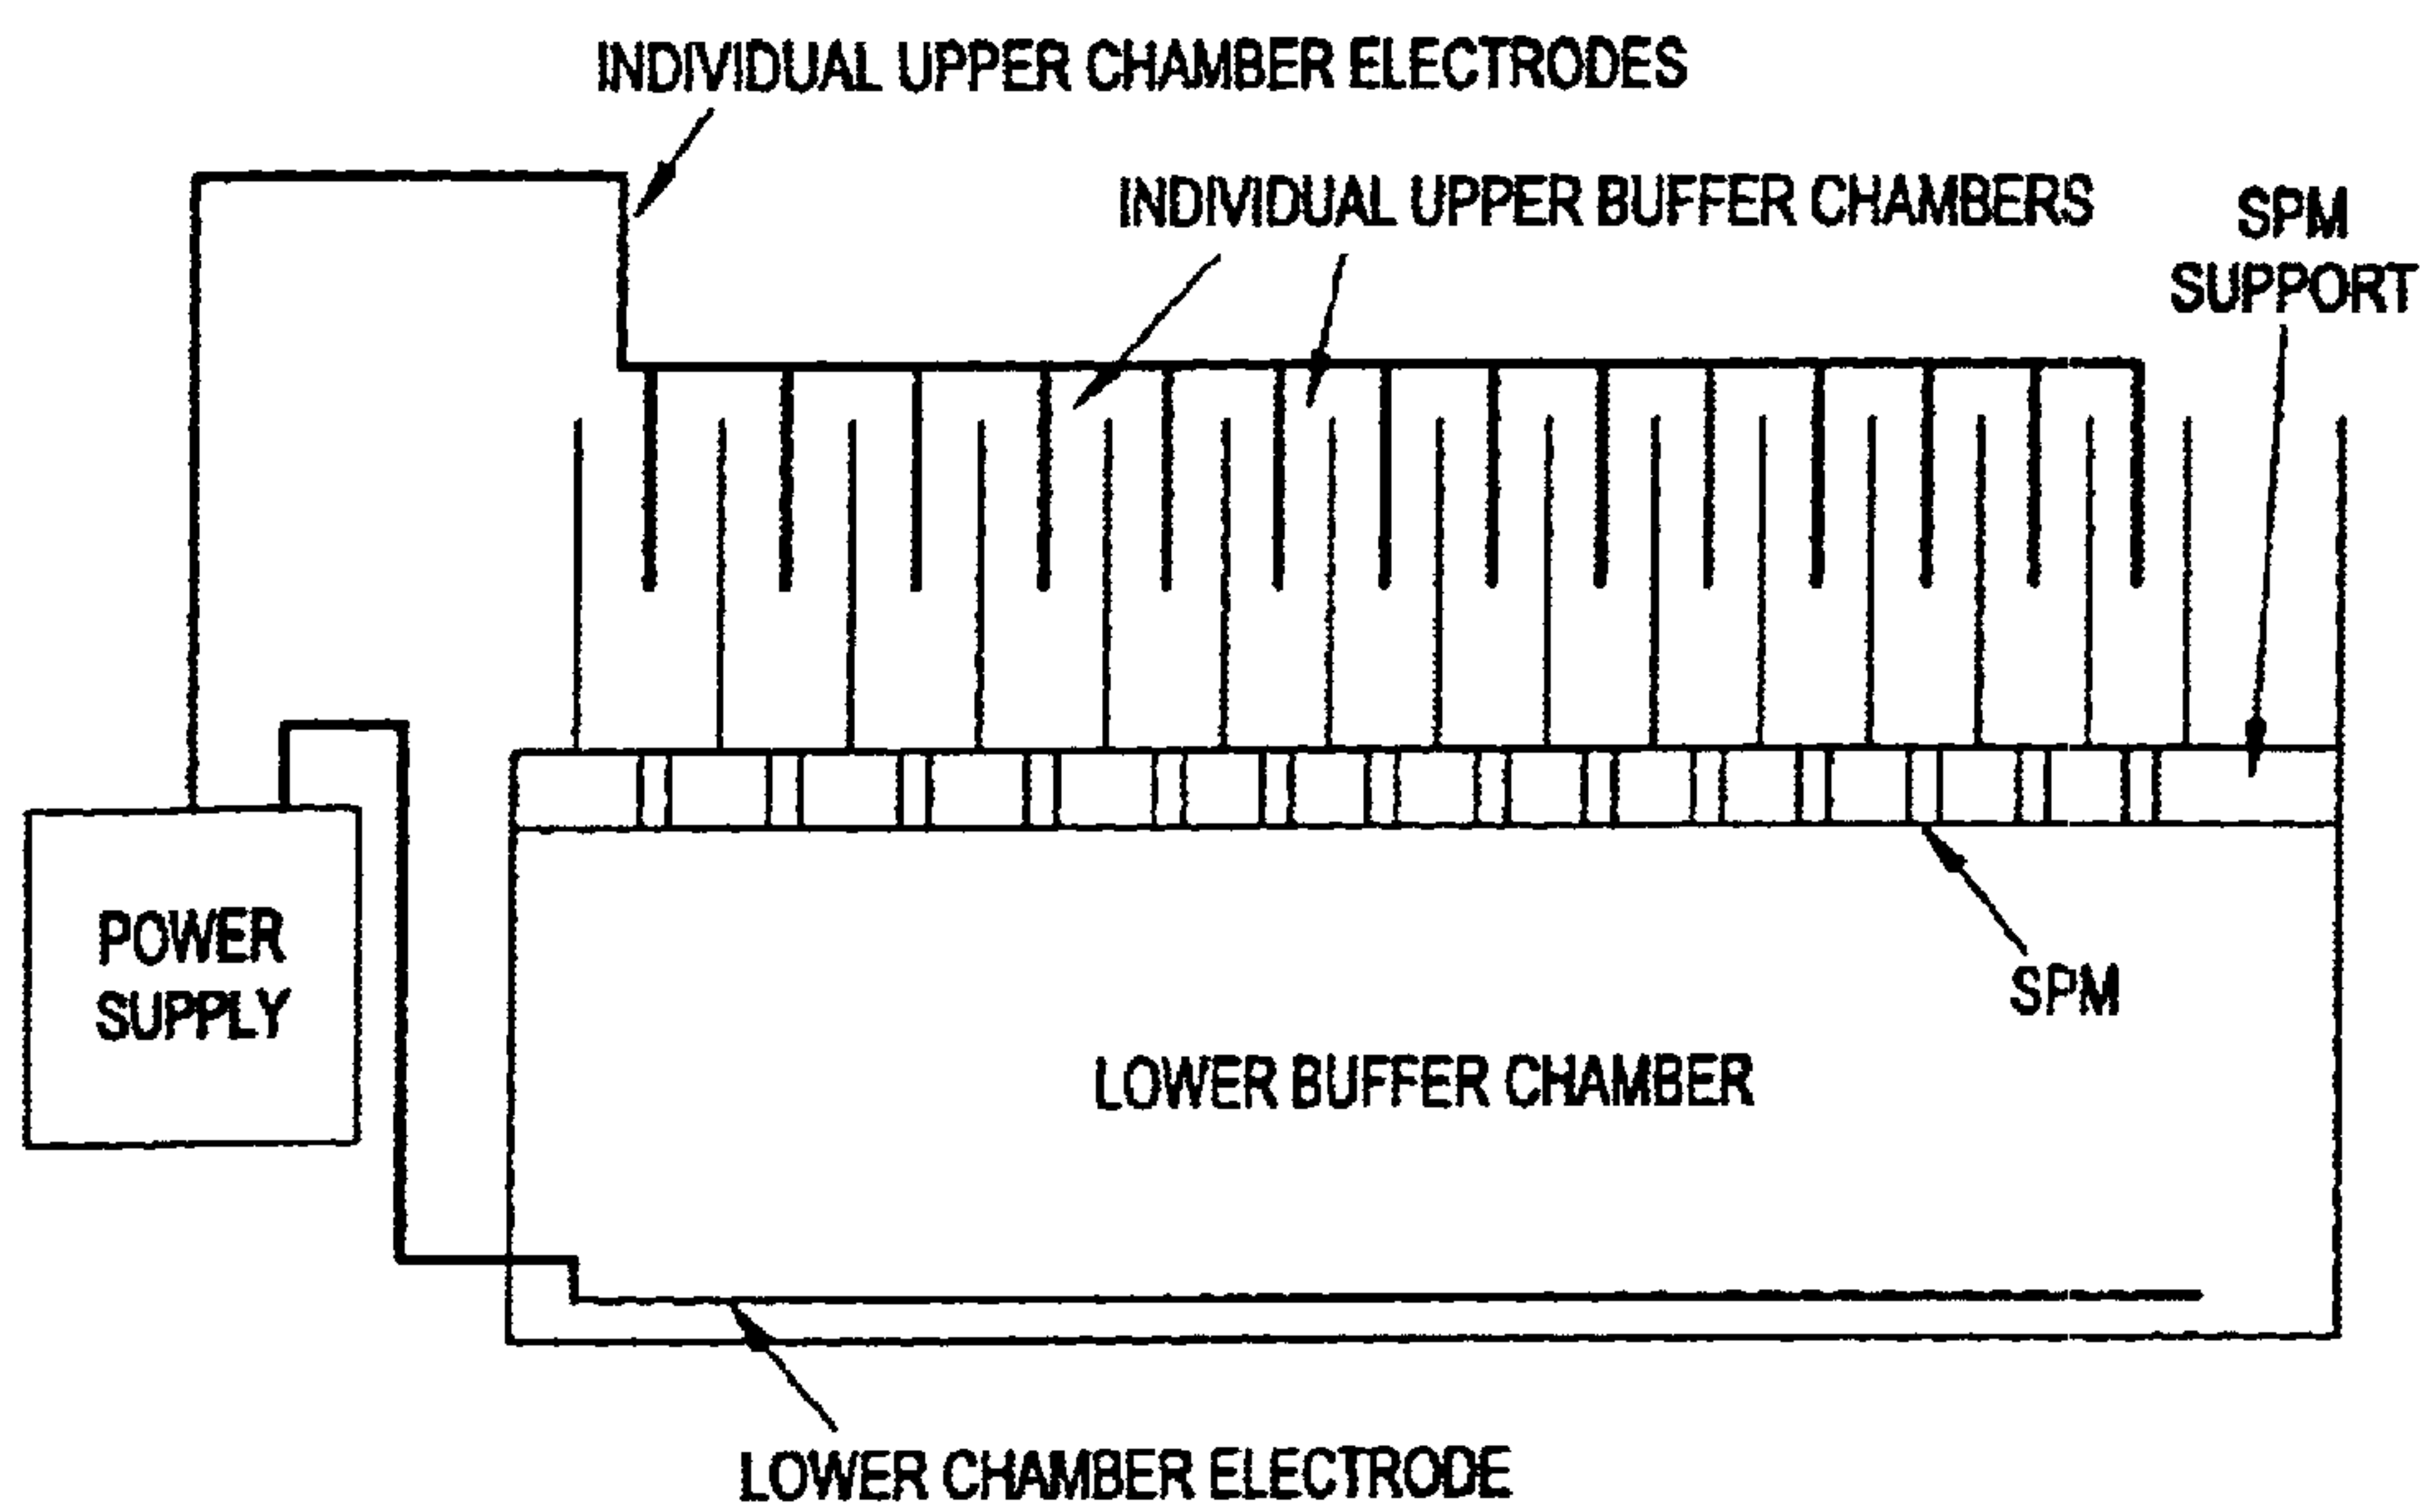 INDIVIDUAL UPPER CHAMBER ELECTRODES
INDIVIDUAL UPPER BUFFER CHAMBERS
SPM
SUPPORT
POWER
SUPPLY
SPM
LOWER BUFFER CHAMBER
LOWER CHAMBER ELECTRODE